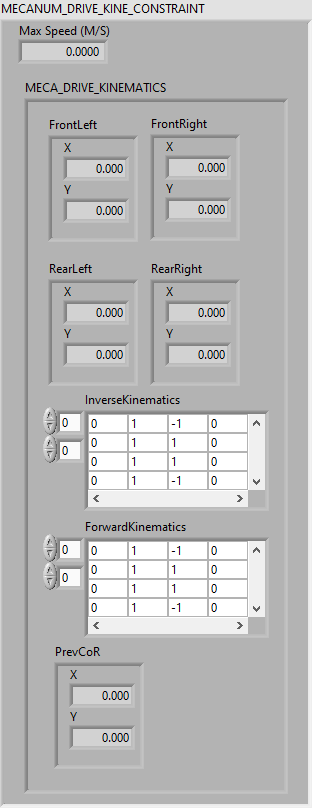 MECANUM_DRIVE_KINE_CONSTRAINT
Max Speed (M/S)
0.0000
MECA_DRIVE_KINEMATICS
FrontLeft FrontRight
X X
0.000 0.000
Y Y
0.000 0.000
RearLeft RearRight
X X
0.000 0.000
Y Y
0.000 0.000
InverseKinematics
0 0 1 -1 0
0 0 1 1 0
0 1 1 0
0 1 -1 0
ForwardKinematics
0 0 1 -1 0
0 0 1 1 0
0 1 1 0
0 1 -1 0
PrevCoR
X
0.000
Y
0.000